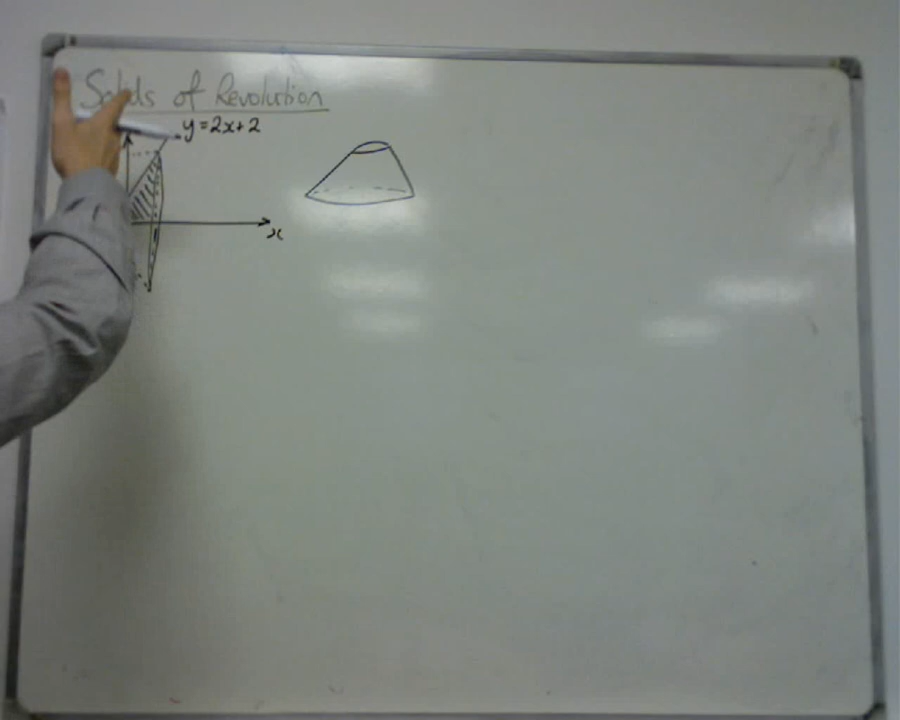 Solids of Revolution
y = 2x + 2
x